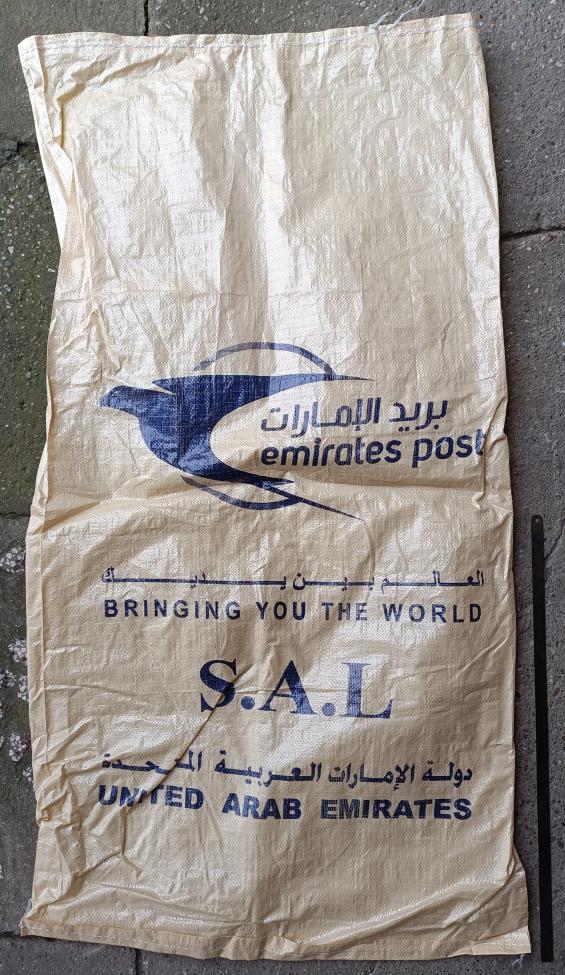 بريد الإمارات
emirates post
العالم بين يديك
BRINGING YOU THE WORLD
S.A.L
دولة الإمارات العربية المتحدة
UNITED ARAB EMIRATES